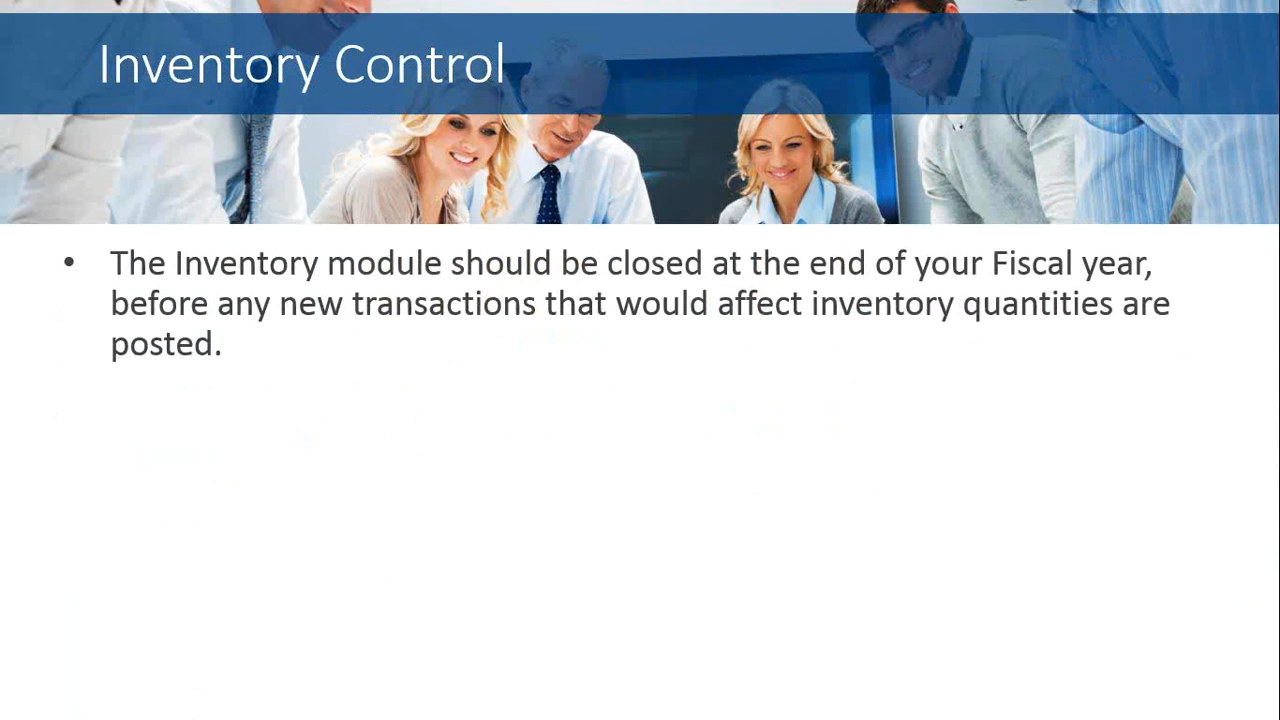 Inventory Control
• The Inventory module should be closed at the end of your Fiscal year,
before any new transactions that would affect inventory quantities are
posted.